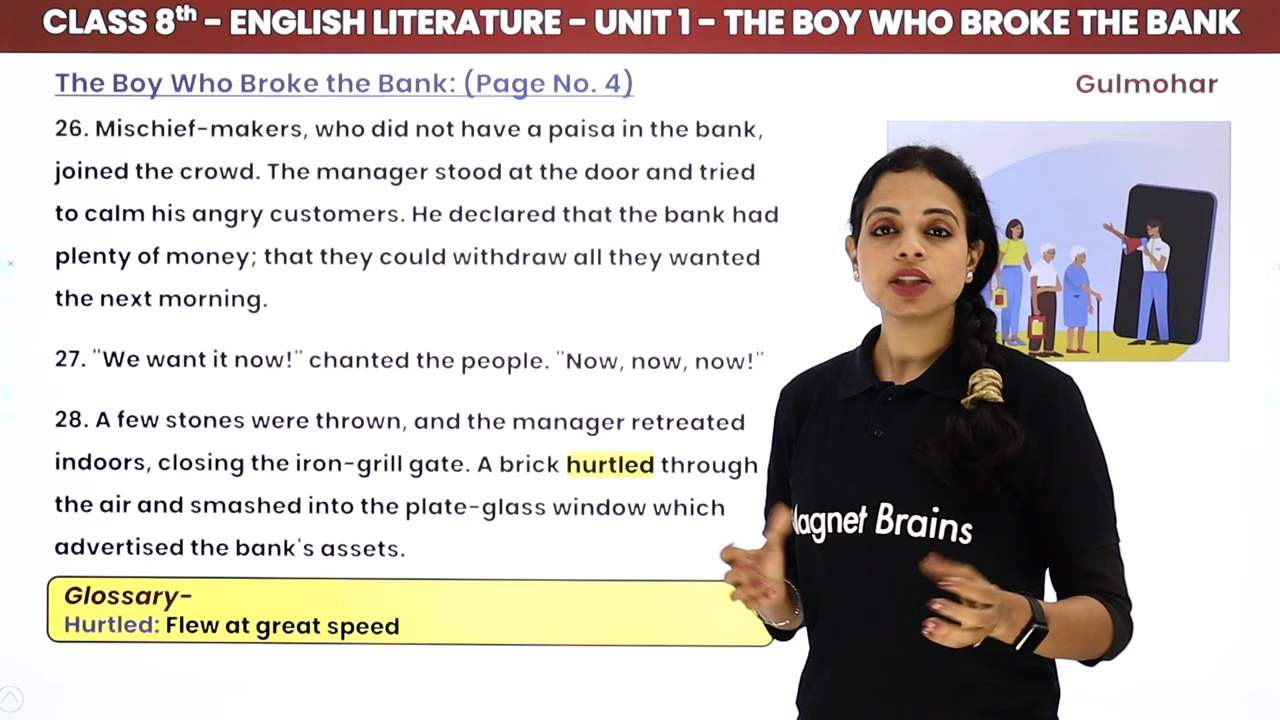 CLASS 8th - ENGLISH LITERATURE - UNIT 1 - THE BOY WHO BROKE THE BANK
The Boy Who Broke the Bank: (Page No. 4)
Gulmohar
26. Mischief-makers, who did not have a paisa in the bank,
joined the crowd. The manager stood at the door and tried
to calm his angry customers. He declared that the bank had
plenty of money; that they could withdraw all they wanted
the next morning.
27. "We want it now!" chanted the people. "Now, now, now!"
28. A few stones were thrown, and the manager retreated
indoors, closing the iron-grill gate. A brick hurtled through
the air and smashed into the plate-glass window which
advertised the bank's assets.
Glossary-
Hurtled: Flew at great speed
Magnet Brains